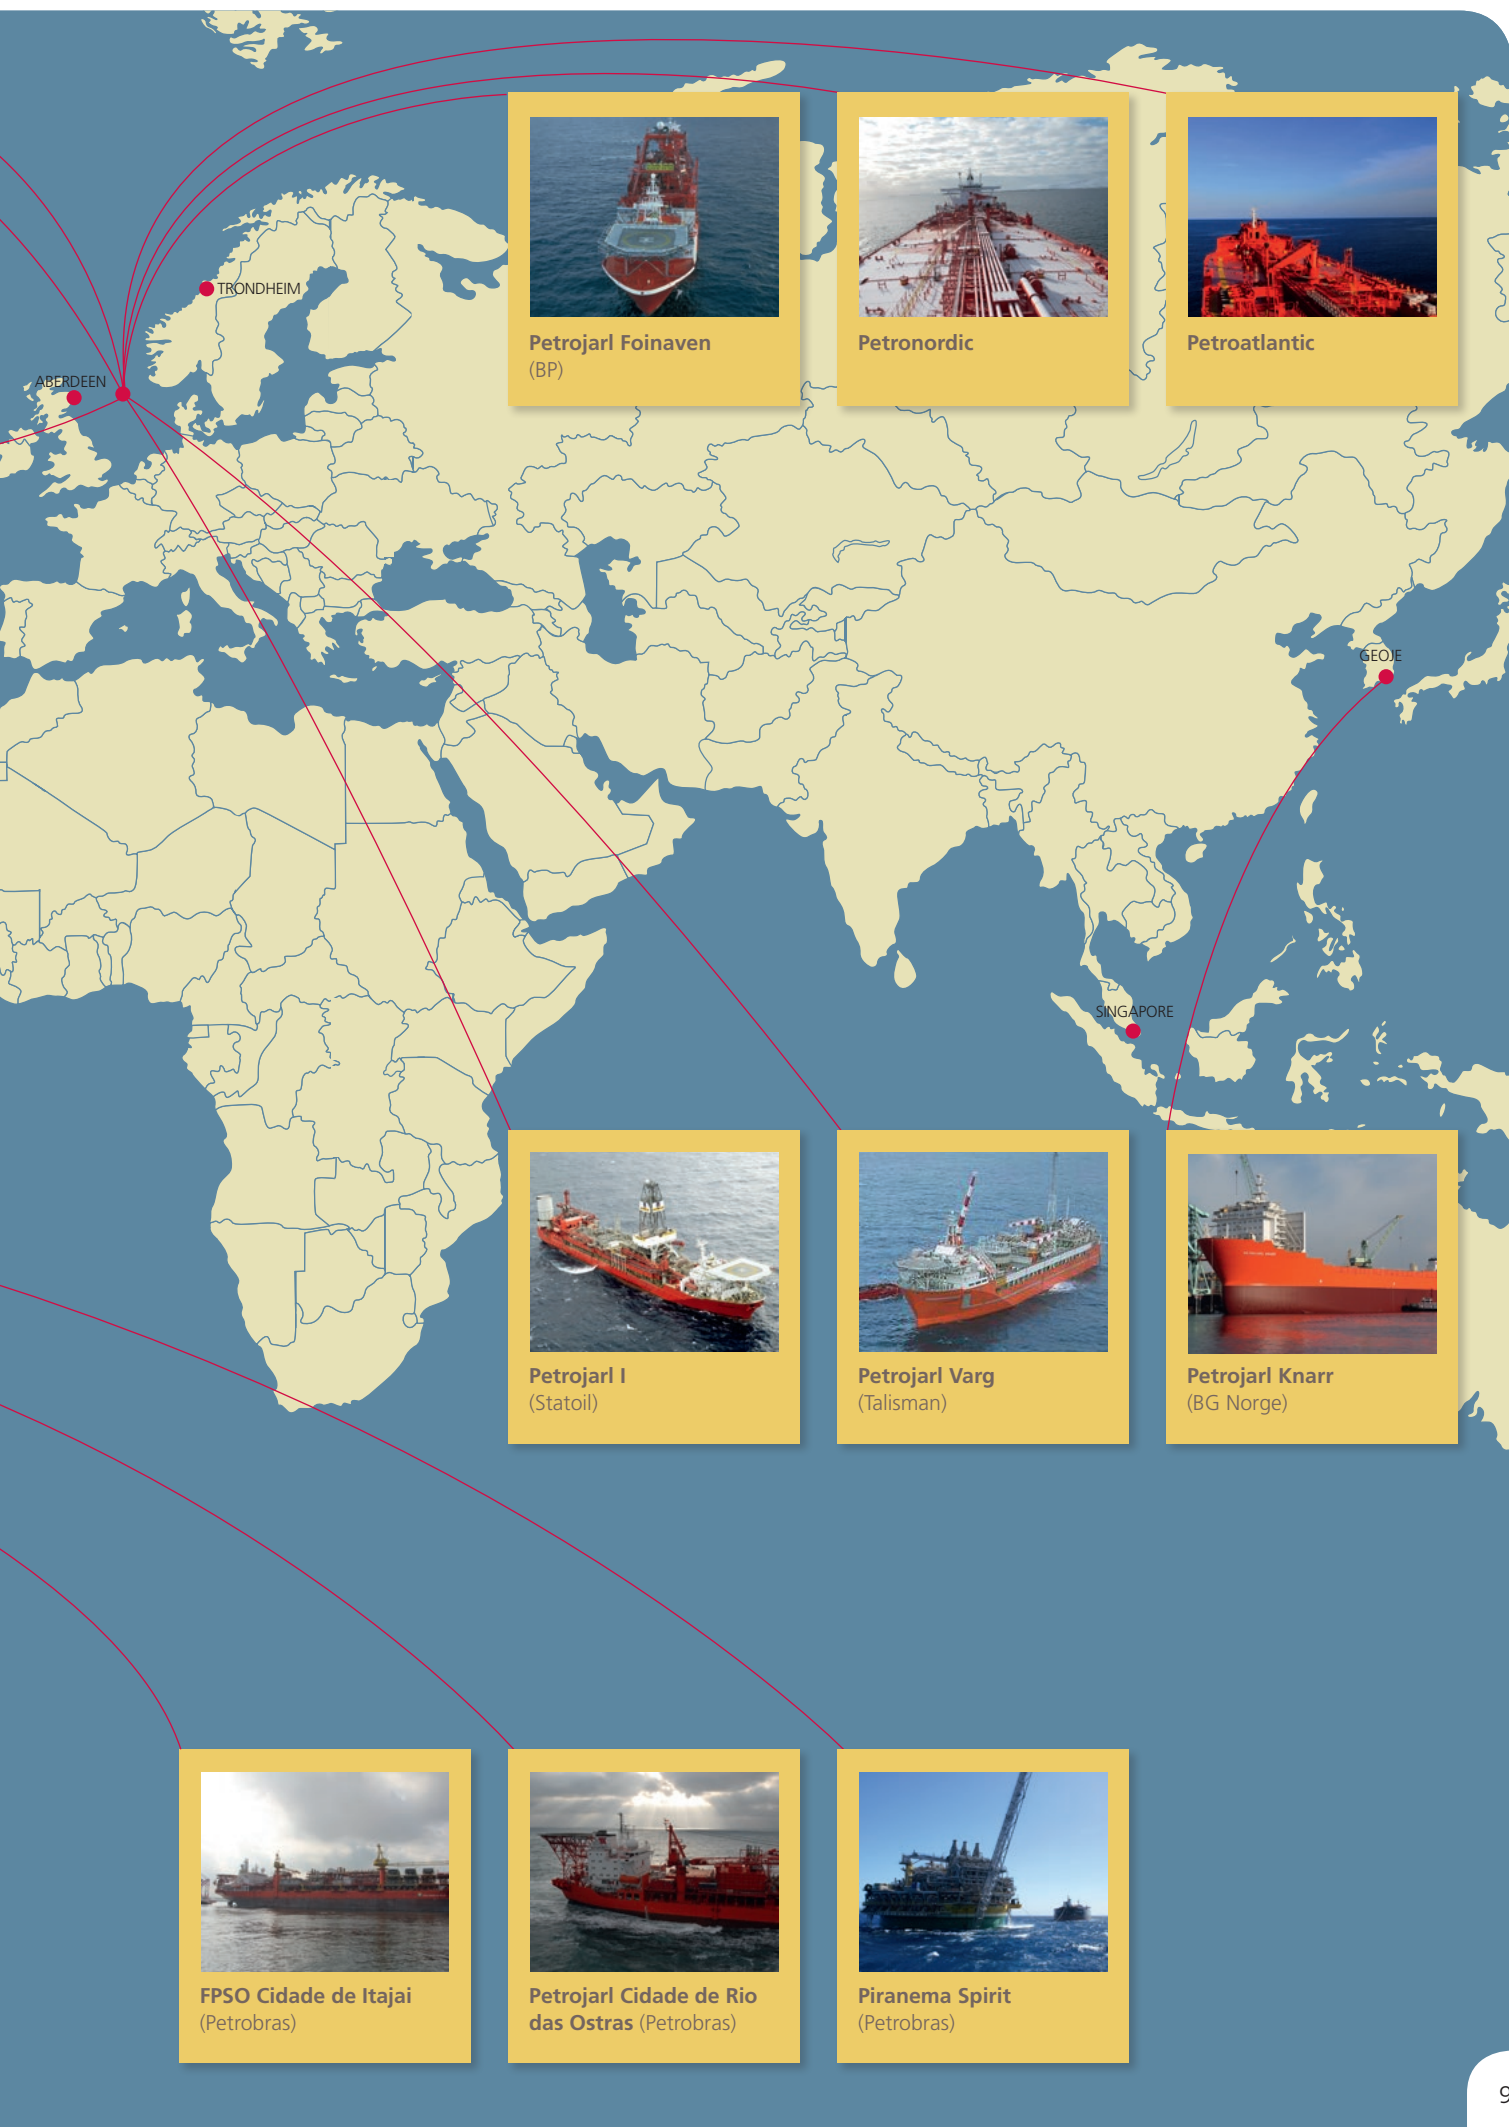 TRONDHEIM
ABERDEEN
Petrojarl Foinaven
(BP)
Petronordic
Petroatlantic
GEOJE
SINGAPORE
Petrojarl I
(Statoil)
Petrojarl Varg
(Talisman)
Petrojarl Knarr
(BG Norge)
FPSO Cidade de Itajai
(Petrobras)
Petrojarl Cidade de Rio
das Ostras (Petrobras)
Piranema Spirit
(Petrobras)
9